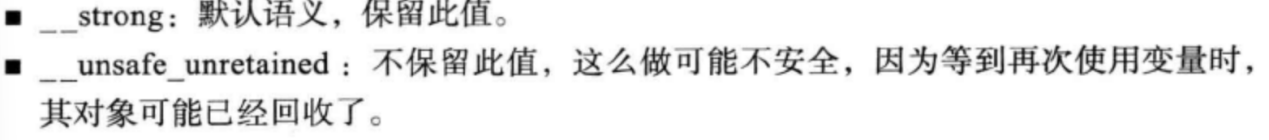 ■ __strong：默认语义，保留此值。
■ __unsafe_unretained：不保留此值，这么做可能不安全，因为等到再次使用变量时，
其对象可能已经回收了。